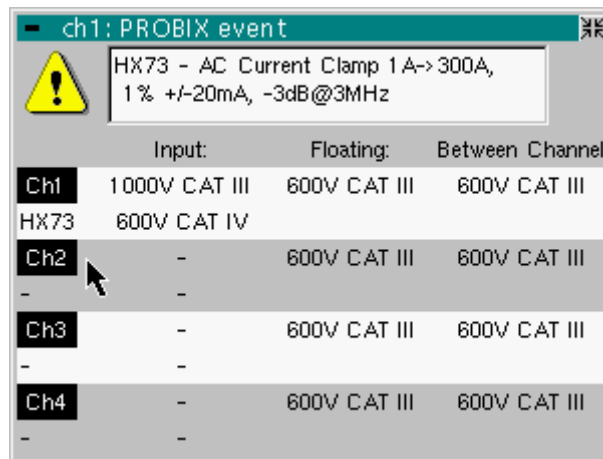 ch1: PROBIX event
HX73 - AC Current Clamp 1A->300A,
1% +/-20mA, -3dB@3MHz
Input: Floating: Between Channel
Ch1 1000V CAT III 600V CAT III 600V CAT III
HX73 600V CAT IV
Ch2 - 600V CAT III 600V CAT III
- -
Ch3 - 600V CAT III 600V CAT III
- -
Ch4 - 600V CAT III 600V CAT III
- -